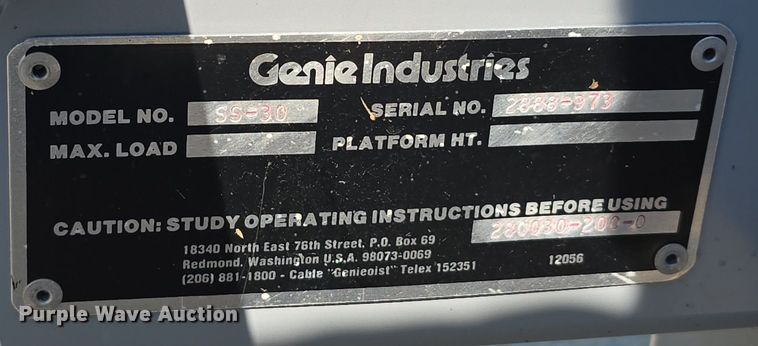 Genie Industries
MODEL NO. SS-30 SERIAL NO. 2888-973
MAX. LOAD PLATFORM HT.
CAUTION: STUDY OPERATING INSTRUCTIONS BEFORE USING
280030-200-0
18340 North East 76th Street, P.O. Box 69
Redmond, Washington U.S.A. 98073-0069
(206) 881-1800 - Cable "Genieoist" Telex 152351
12056
Purple Wave Auction